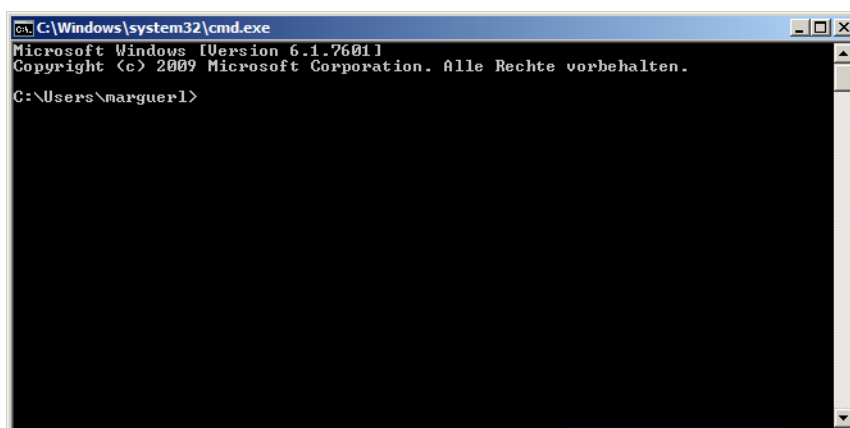 C:\Windows\system32\cmd.exe
Microsoft Windows [Version 6.1.7601]
Copyright (c) 2009 Microsoft Corporation. Alle Rechte vorbehalten.
C:\Users\marguerl>